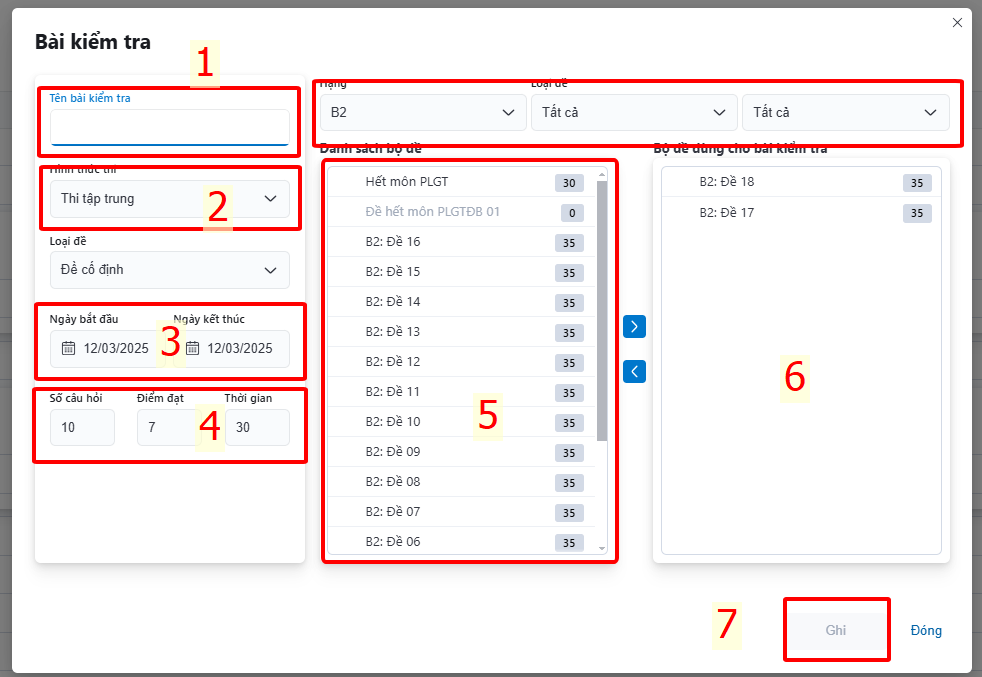 Bài kiểm tra
1
Tên bài kiểm tra
Hình thức thi
Thi tập trung
2
Loại đề
Đề cố định
Ngày bắt đầu
Ngày kết thúc
12/03/2025
3
12/03/2025
Số câu hỏi
Điểm đạt
Thời gian
10
7
4
30
Hạng
Loại đề
B2
Tất cả
Tất cả
Danh sách bộ đề
Hết môn PLGT 30
Đề hết môn PLGTĐB 01 0
B2: Đề 16 35
B2: Đề 15 35
B2: Đề 14 35
B2: Đề 13 35
B2: Đề 12 35
B2: Đề 11 35
B2: Đề 10 35
B2: Đề 09 35
B2: Đề 08 35
B2: Đề 07 35
B2: Đề 06 35
5
Bộ đề dùng cho bài kiểm tra
B2: Đề 18 35
B2: Đề 17 35
6
7
Ghi
Đóng